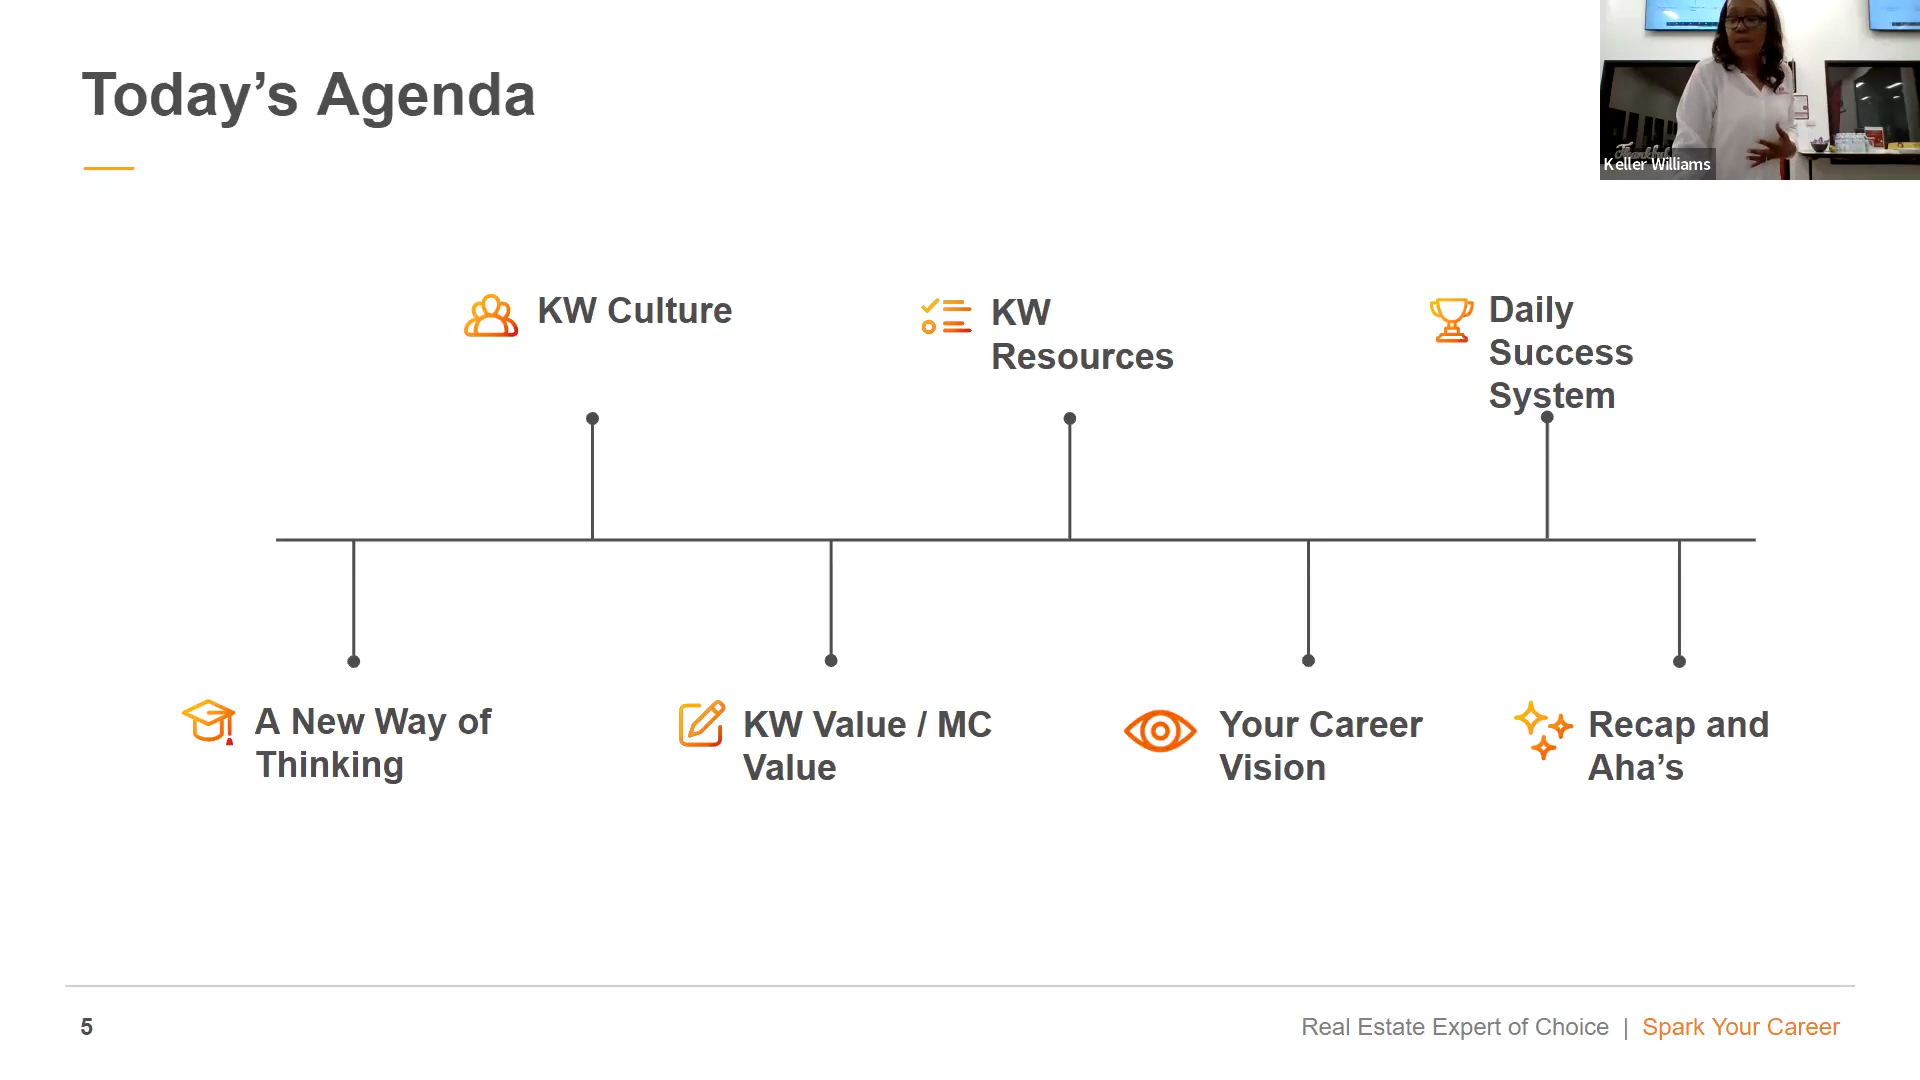 Today’s Agenda
Thankful
Keller Williams
KW Culture
KW
Resources
Daily
Success
System
A New Way of
Thinking
KW Value / MC
Value
Your Career
Vision
Recap and
Aha’s
5
Real Estate Expert of Choice | Spark Your Career